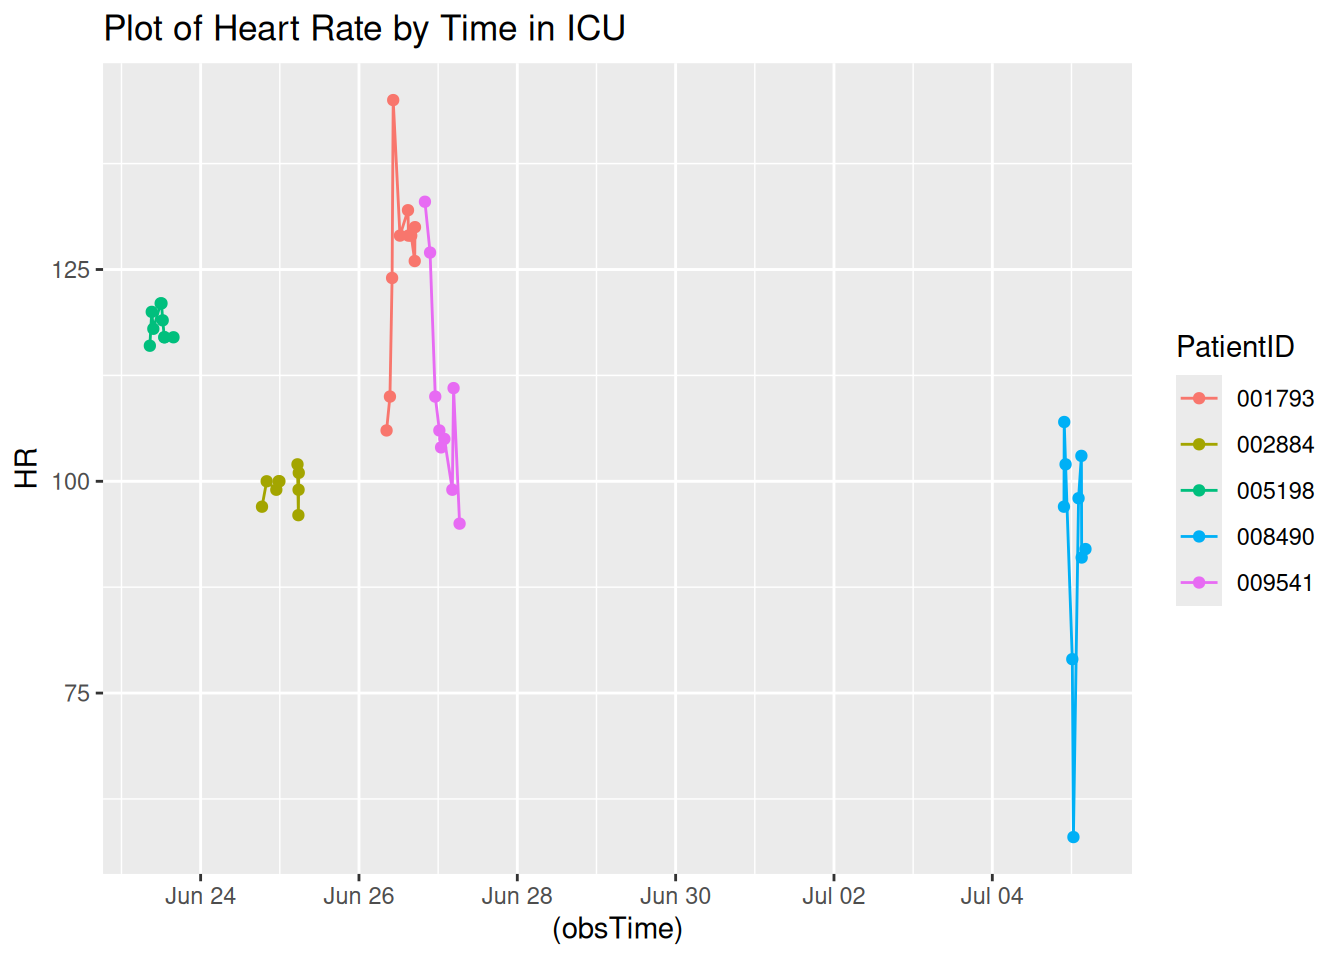 Plot of Heart Rate by Time in ICU
HR
125
100
75
Jun 24
Jun 26
Jun 28
Jun 30
Jul 02
Jul 04
(obsTime)
PatientID
001793
002884
005198
008490
009541